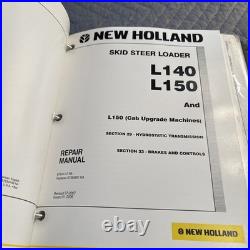 NEW HOLLAND
SKID STEER LOADER
L140
L150
And
L150 (Cab Upgrade Machines)
SECTION 29 - HYDROSTATIC TRANSMISSION
SECTION 33 - BRAKES AND CONTROLS
REPAIR
MANUAL
NEW HOLLAND